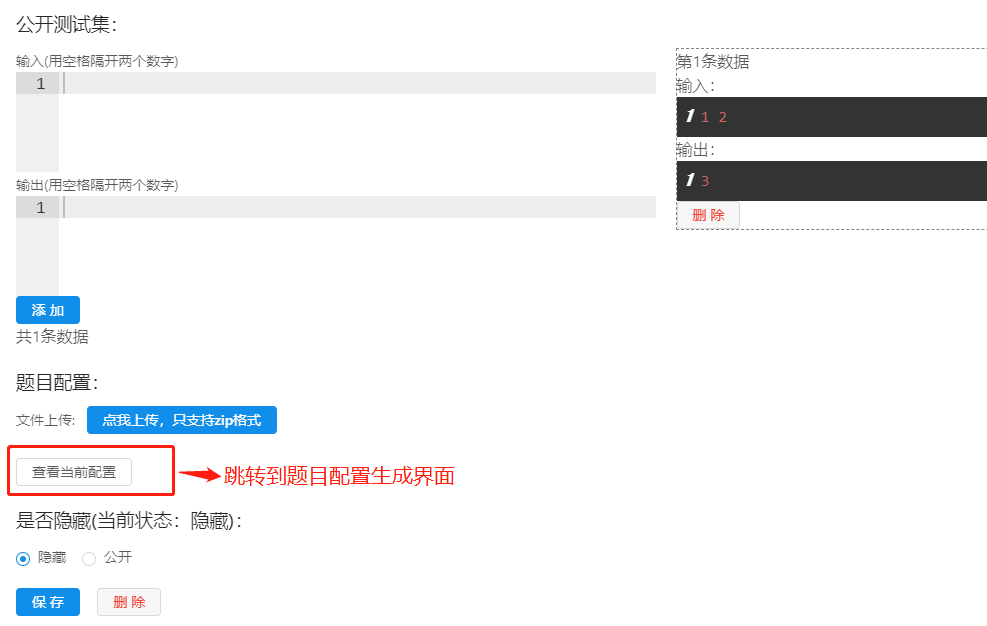 公开测试集：
输入(用空格隔开两个数字)
1
输出(用空格隔开两个数字)
1
添 加
共1条数据
第1条数据
输入：
1 1 2
输出：
1 3
删 除
题目配置：
文件上传:
点我上传，只支持zip格式
查看当前配置
跳转到题目配置生成界面
是否隐藏(当前状态：隐藏)：
隐藏 公开
保 存 删 除